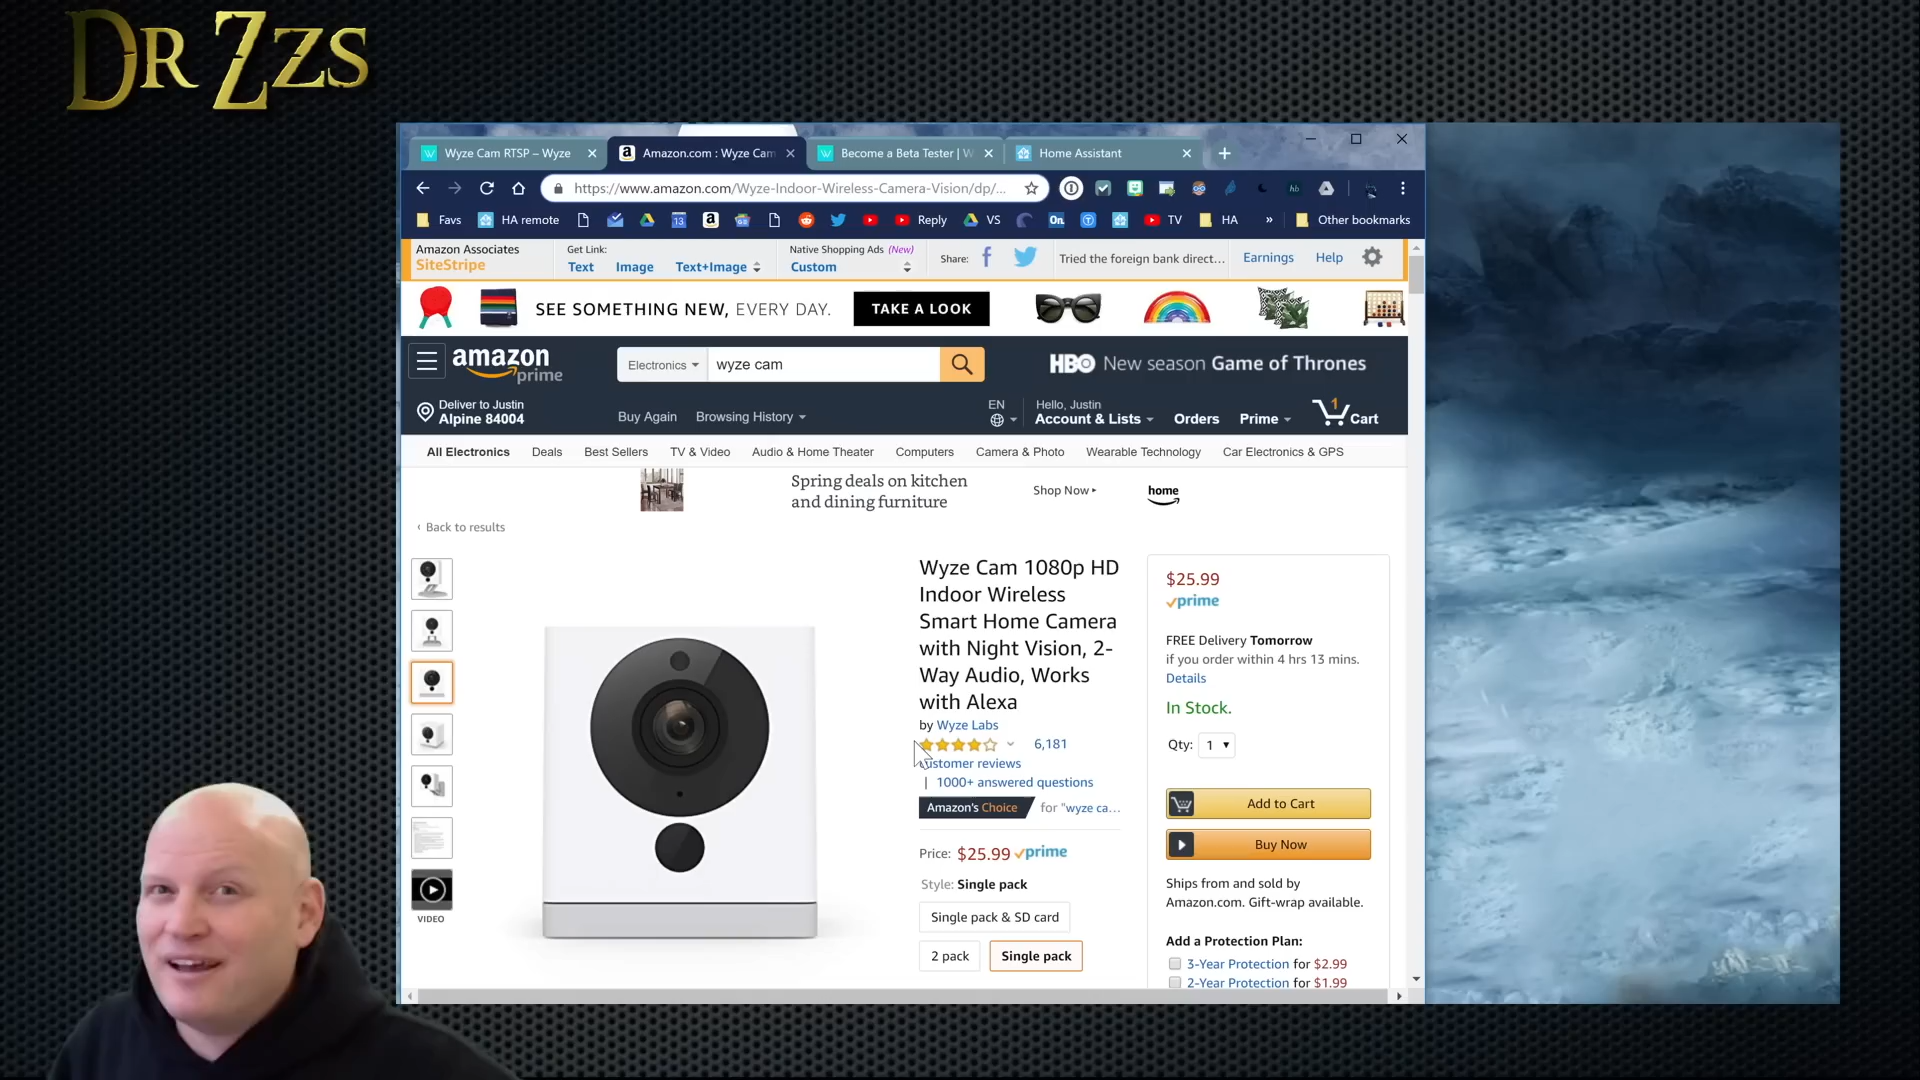 DR ZZS
Wyze Cam RTSP – Wyze
Amazon.com : Wyze Cam
Become a Beta Tester | W
Home Assistant
https://www.amazon.com/Wyze-Indoor-Wireless-Camera-Vision/dp/...
Favs
HA remote
13
Reply
VS
On
TV
HA
»
Other bookmarks
hb
Amazon Associates
SiteStripe
Get Link:
Text
Image
Text+Image
Native Shopping Ads (New)
Custom
Share:
Tried the foreign bank direct...
Earnings
Help
SEE SOMETHING NEW, EVERY DAY.
TAKE A LOOK
amazon
prime
Electronics
wyze cam
HBO New season Game of Thrones
Deliver to Justin
Alpine 84004
Buy Again
Browsing History
EN
Hello, Justin
Account & Lists
Orders
Prime
1
Cart
All Electronics
Deals
Best Sellers
TV & Video
Audio & Home Theater
Computers
Camera & Photo
Wearable Technology
Car Electronics & GPS
Spring deals on kitchen
and dining furniture
Shop Now
home
‹ Back to results
VIDEO
Wyze Cam 1080p HD
Indoor Wireless
Smart Home Camera
with Night Vision, 2-
Way Audio, Works
with Alexa
by Wyze Labs
6,181
customer reviews
| 1000+ answered questions
Amazon's Choice for "wyze ca...
Price: $25.99 prime
Style: Single pack
Single pack & SD card
2 pack
Single pack
$25.99
prime
FREE Delivery Tomorrow
if you order within 4 hrs 13 mins.
Details
In Stock.
Qty: 1
Add to Cart
Buy Now
Ships from and sold by
Amazon.com. Gift-wrap available.
Add a Protection Plan:
3-Year Protection for $2.99
2-Year Protection for $1.99